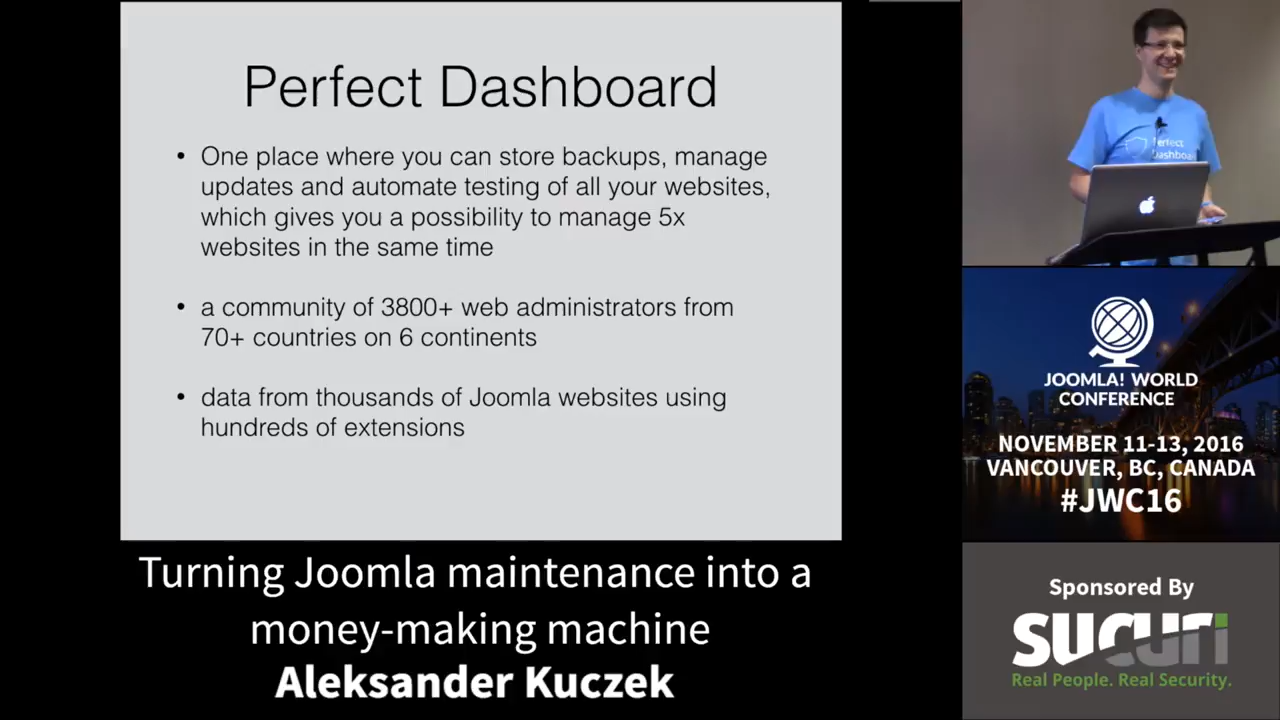 Perfect Dashboard
• One place where you can store backups, manage
updates and automate testing of all your websites,
which gives you a possibility to manage 5x
websites in the same time
• a community of 3800+ web administrators from
70+ countries on 6 continents
• data from thousands of Joomla websites using
hundreds of extensions
Turning Joomla maintenance into a
money-making machine
Aleksander Kuczek
Perfect
Dashboard
JOOMLA! WORLD
CONFERENCE
NOVEMBER 11-13, 2016
VANCOUVER, BC, CANADA
#JWC16
Sponsored By
SUCURI
Real People. Real Security.